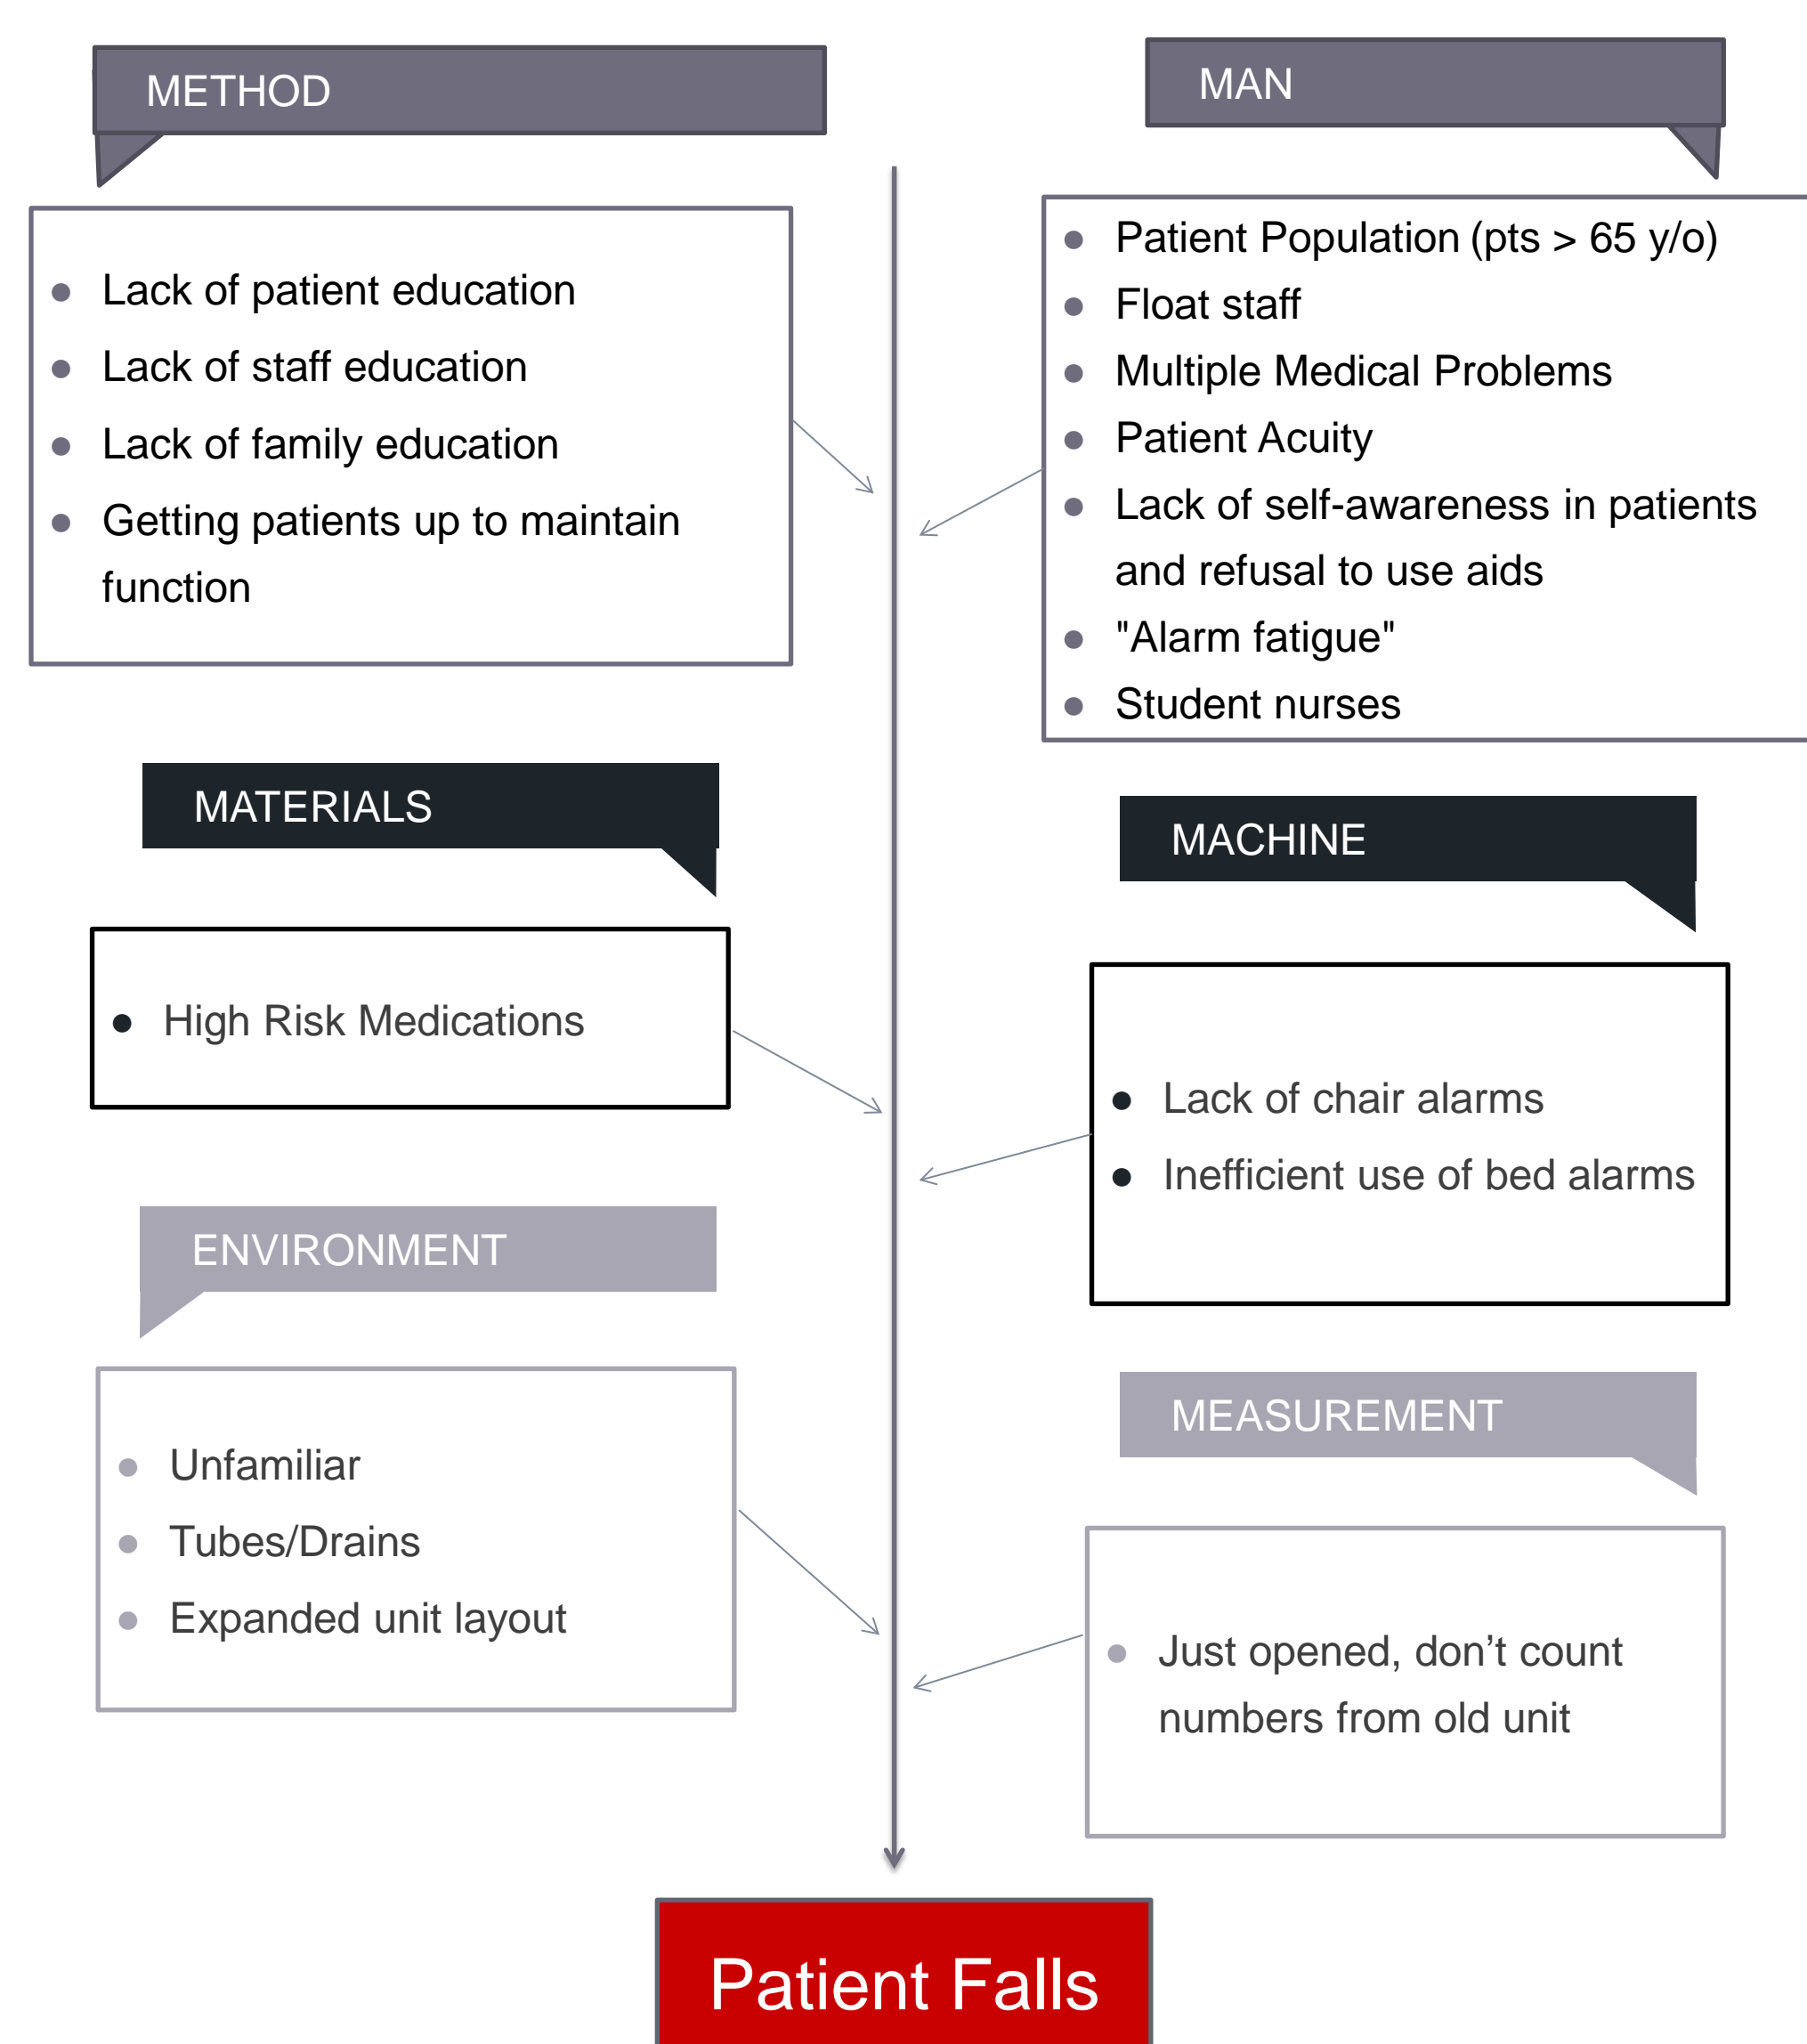 METHOD
Lack of patient education
Lack of staff education
Lack of family education
Getting patients up to maintain
function
MAN
Patient Population (pts > 65 y/o)
Float staff
Multiple Medical Problems
Patient Acuity
Lack of self-awareness in patients
and refusal to use aids
"Alarm fatigue"
Student nurses
MATERIALS
High Risk Medications
MACHINE
Lack of chair alarms
Inefficient use of bed alarms
ENVIRONMENT
Unfamiliar
Tubes/Drains
Expanded unit layout
MEASUREMENT
Just opened, don’t count
numbers from old unit
Patient Falls